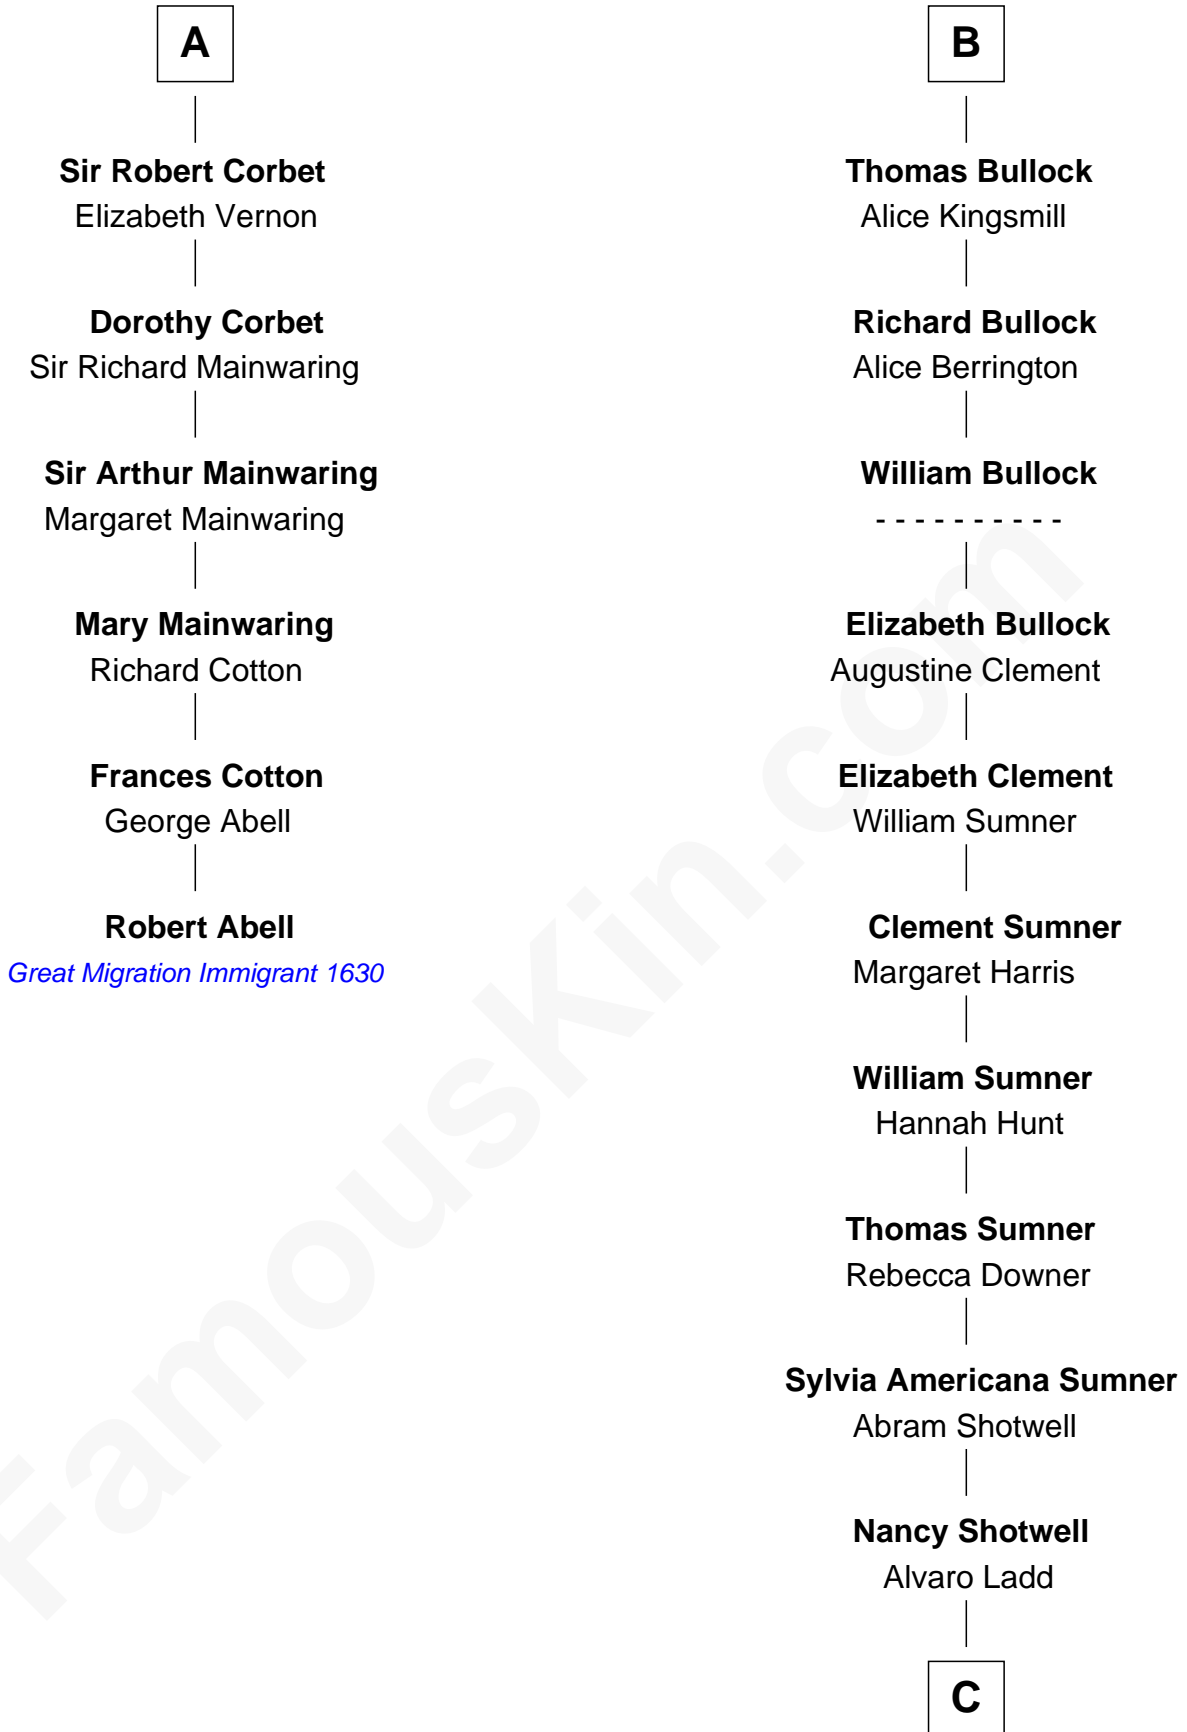 A
Sir Robert Corbet
Elizabeth Vernon
Dorothy Corbet
Sir Richard Mainwaring
Sir Arthur Mainwaring
Margaret Mainwaring
Mary Mainwaring
Richard Cotton
Frances Cotton
George Abell
Robert Abell
Great Migration Immigrant 1630
B
Thomas Bullock
Alice Kingsmill
Richard Bullock
Alice Berrington
William Bullock
- - - - - - - - - -
Elizabeth Bullock
Augustine Clement
Elizabeth Clement
William Sumner
Clement Sumner
Margaret Harris
William Sumner
Hannah Hunt
Thomas Sumner
Rebecca Downer
Sylvia Americana Sumner
Abram Shotwell
Nancy Shotwell
Alvaro Ladd
C
FamousKin.com